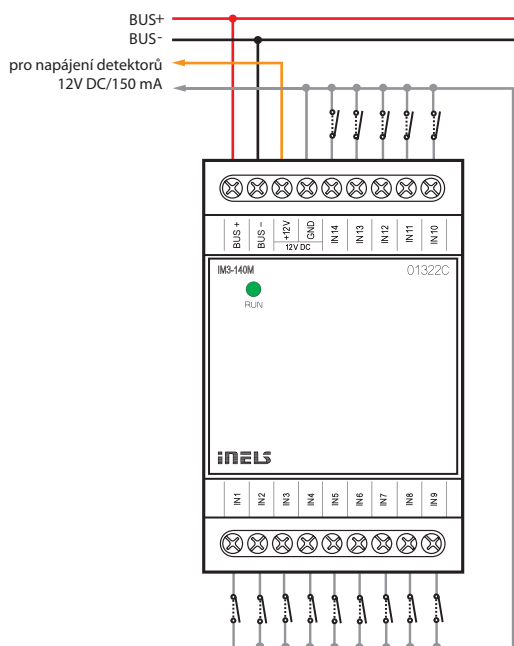 BUS+
BUS-
pro napájení detektorů
12V DC/150 mA
BUS + BUS - +12V GND IN14 IN13 IN12 IN11 IN10
12V DC
IM3-140M 01322C
RUN
iNELS
IN1 IN2 IN3 IN4 IN5 IN6 IN7 IN8 IN9